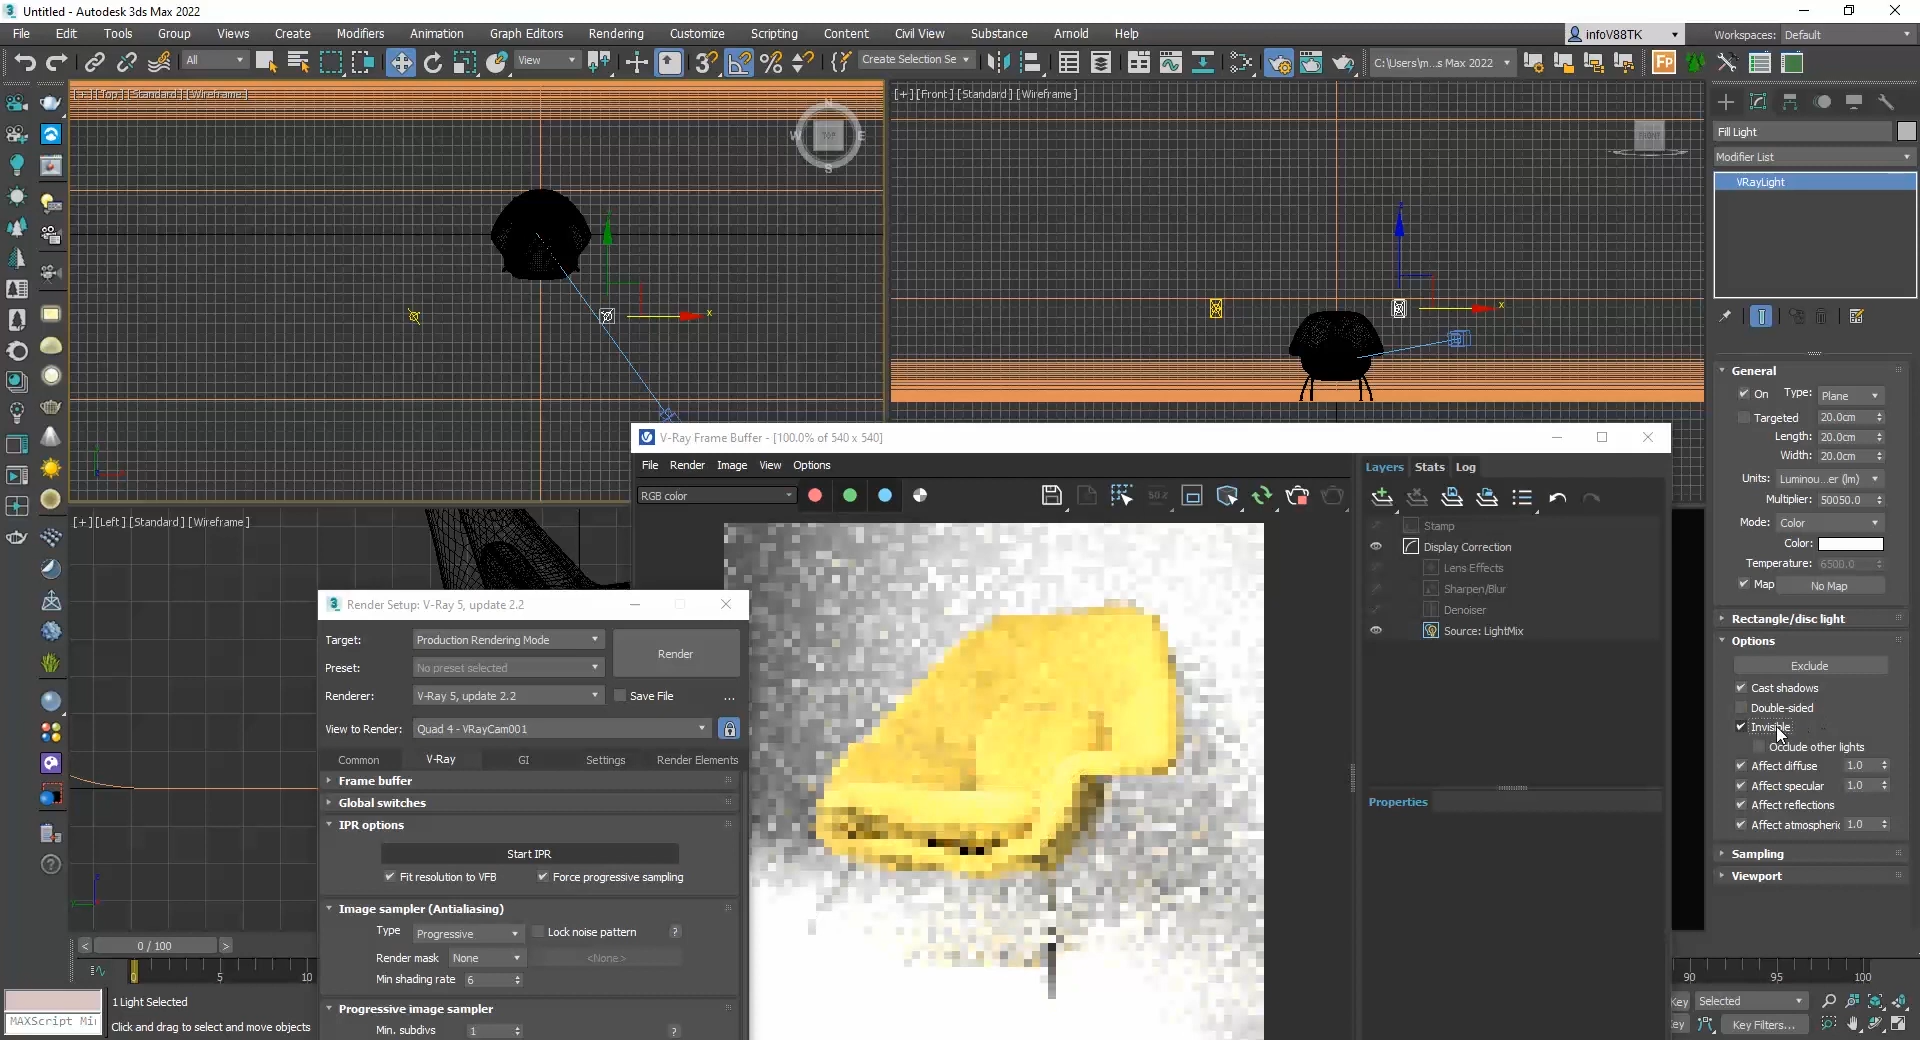 Untitled - Autodesk 3ds Max 2022
File Edit Tools Group Views Create Modifiers Animation Graph Editors Rendering Customize Scripting Content Civil View Substance Arnold Help
infoV88TK Workspaces: Default
All View Create Selection Se C:\Users\m...s Max 2022
[+] [Top] [Standard] [Wireframe]
[+] [Front] [Standard] [Wireframe]
N
W TOP E
S
FRONT
x
x
Fill Light
Modifier List
VRayLight
General
On Type: Plane
Targeted 20.0cm
Length: 20.0cm
Width: 20.0cm
Units: Luminou...er (lm)
Multiplier: 50050.0
Mode: Color
Color:
Temperature: 6500.0
Map No Map
Rectangle/disc light
Options
Exclude
Cast shadows
Double-sided
Invisible
Occlude other lights
Affect diffuse 1.0
Affect specular 1.0
Affect reflections
Affect atmospheric 1.0
Sampling
Viewport
V-Ray Frame Buffer - [100.0% of 540 x 540]
File Render Image View Options
RGB color
Layers Stats Log
Stamp
Display Correction
Lens Effects
Sharpen/Blur
Denoiser
Source: LightMix
Properties
[+] [Left] [Standard] [Wireframe]
Render Setup: V-Ray 5, update 2.2
Target: Production Rendering Mode
Render
Preset: No preset selected
Renderer: V-Ray 5, update 2.2 Save File ...
View to Render: Quad 4 - VRayCam001
Common V-Ray GI Settings Render Elements
Frame buffer
Global switches
IPR options
Start IPR
Fit resolution to VFB Force progressive sampling
Image sampler (Antialiasing)
Type Progressive Lock noise pattern ?
Render mask None <None>
Min shading rate 6
Progressive image sampler
Min. subdivs 1 ?
< 0 / 100 >
0 5 10 90 95 100
1 Light Selected
MAXScript Mi
Click and drag to select and move objects
Key Selected
Key Filters...